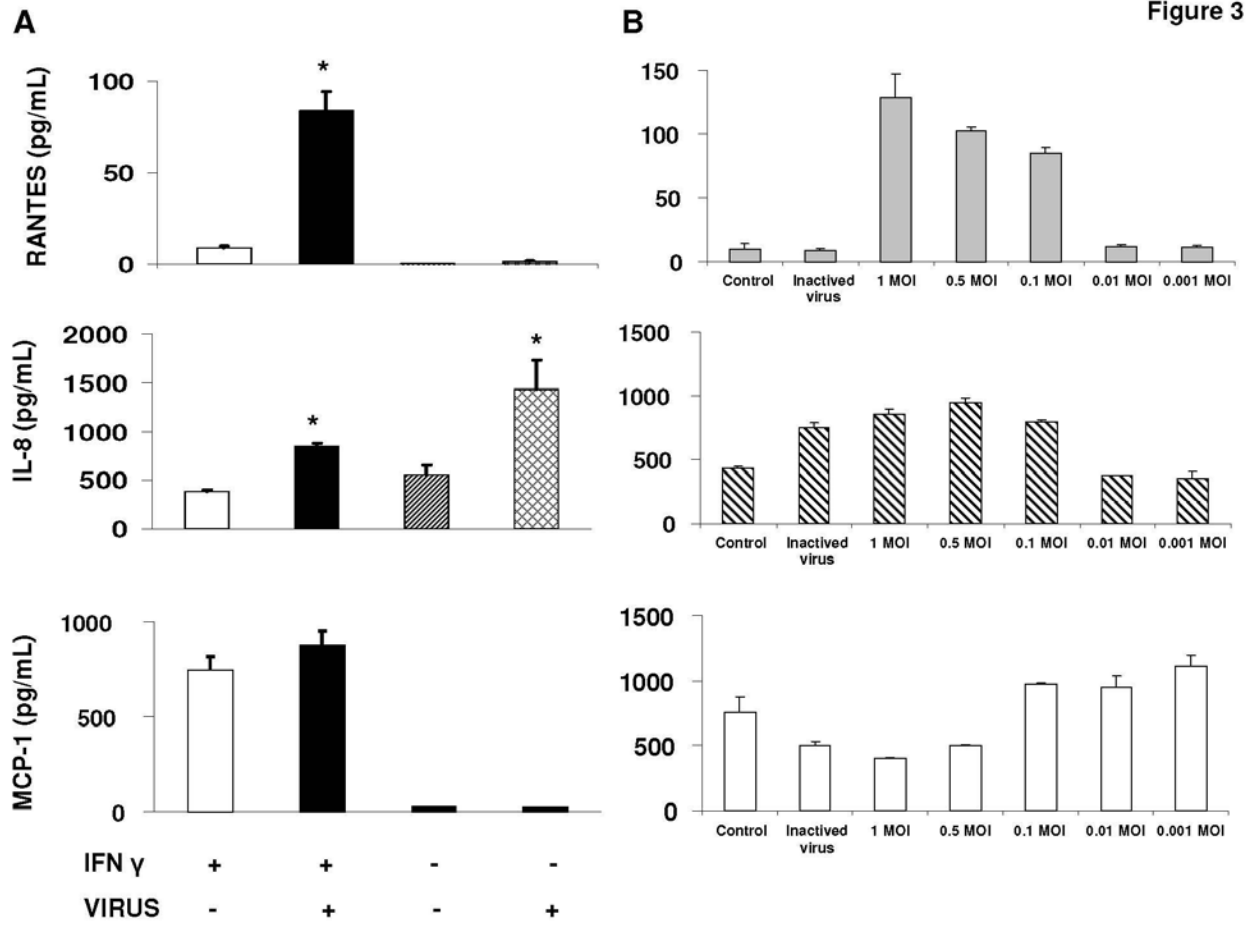 A
B
Figure 3
RANTES (pg/mL)
100
50
0
*
150
100
50
0
Control Inactived virus 1 MOI 0.5 MOI 0.1 MOI 0.01 MOI 0.001 MOI
IL-8 (pg/mL)
2000
1500
1000
500
0
*
*
1500
1000
500
0
Control Inactived virus 1 MOI 0.5 MOI 0.1 MOI 0.01 MOI 0.001 MOI
MCP-1 (pg/mL)
1000
500
0
1500
1000
500
0
Control Inactived virus 1 MOI 0.5 MOI 0.1 MOI 0.01 MOI 0.001 MOI
IFN γ + + - -
VIRUS - + - +